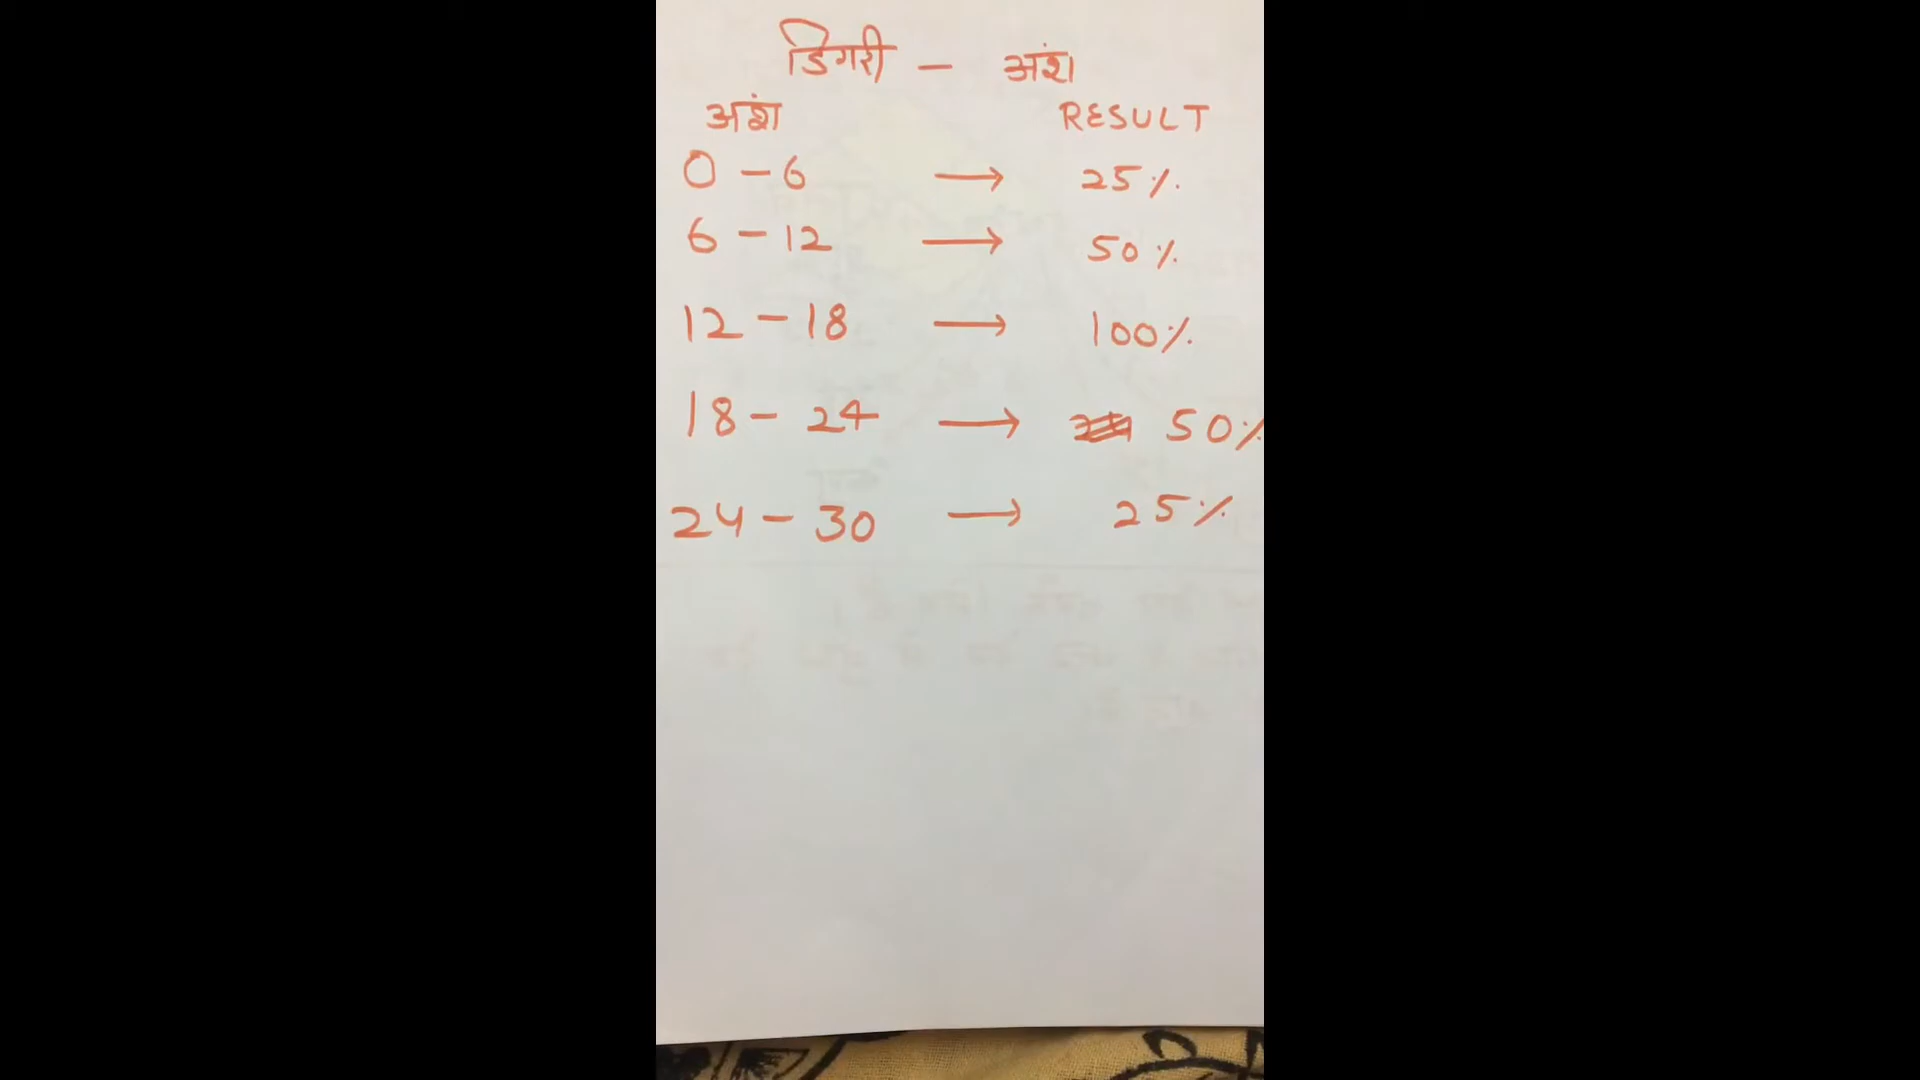 डिगरी - अंश
अंश RESULT
0 - 6 → 25%
6 - 12 → 50%
12 - 18 → 100%
18 - 24 → 50%
24 - 30 → 25%